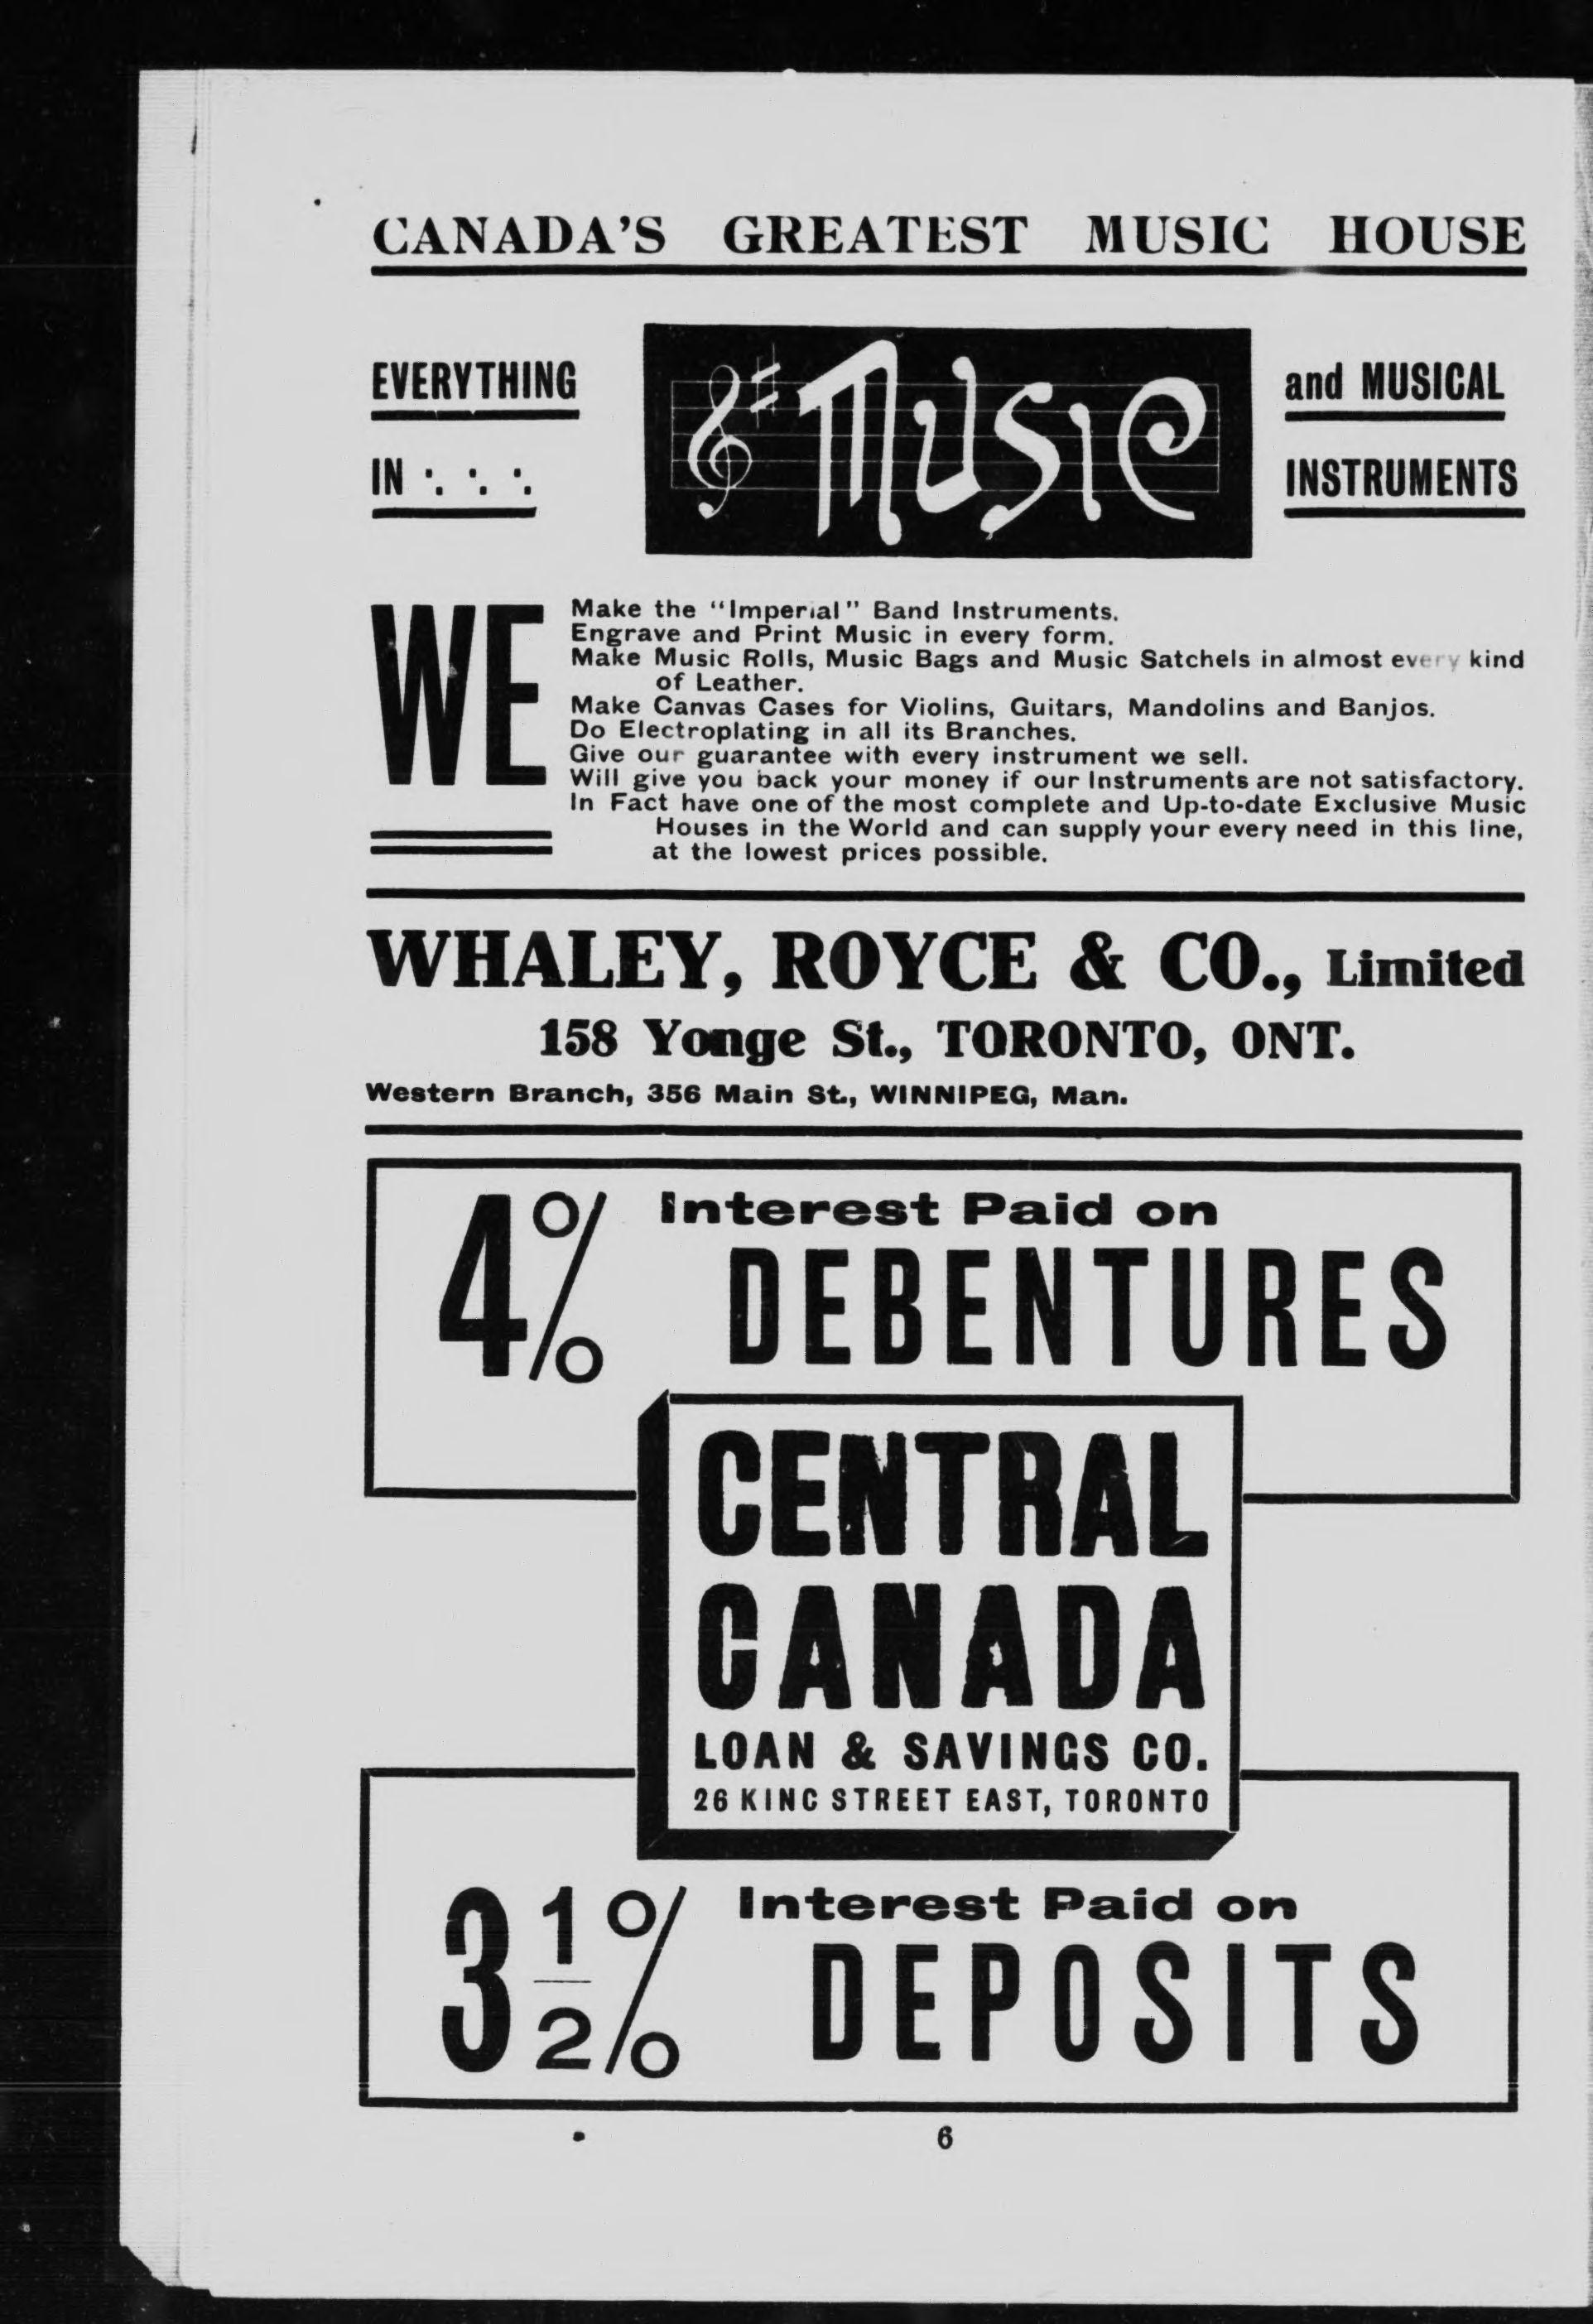 CANADA'S GREATEST MUSIC HOUSE
EVERYTHING
IN
Music
and MUSICAL
INSTRUMENTS
WE
Make the "Imperial" Band Instruments.
Engrave and Print Music in every form.
Make Music Rolls, Music Bags and Music Satchels in almost every kind
of Leather.
Make Canvas Cases for Violins, Guitars, Mandolins and Banjos.
Do Electroplating in all its Branches.
Give our guarantee with every instrument we sell.
Will give you back your money if our Instruments are not satisfactory.
In Fact have one of the most complete and Up-to-date Exclusive Music
Houses in the World and can supply your every need in this line,
at the lowest prices possible.
WHALEY, ROYCE & CO., Limited
158 Yonge St., TORONTO, ONT.
Western Branch, 356 Main St., WINNIPEG, Man.
4% Interest Paid on
DEBENTURES
CENTRAL
CANADA
LOAN & SAVINGS CO.
26 KING STREET EAST, TORONTO
3 1/2% Interest Paid on
DEPOSITS
6